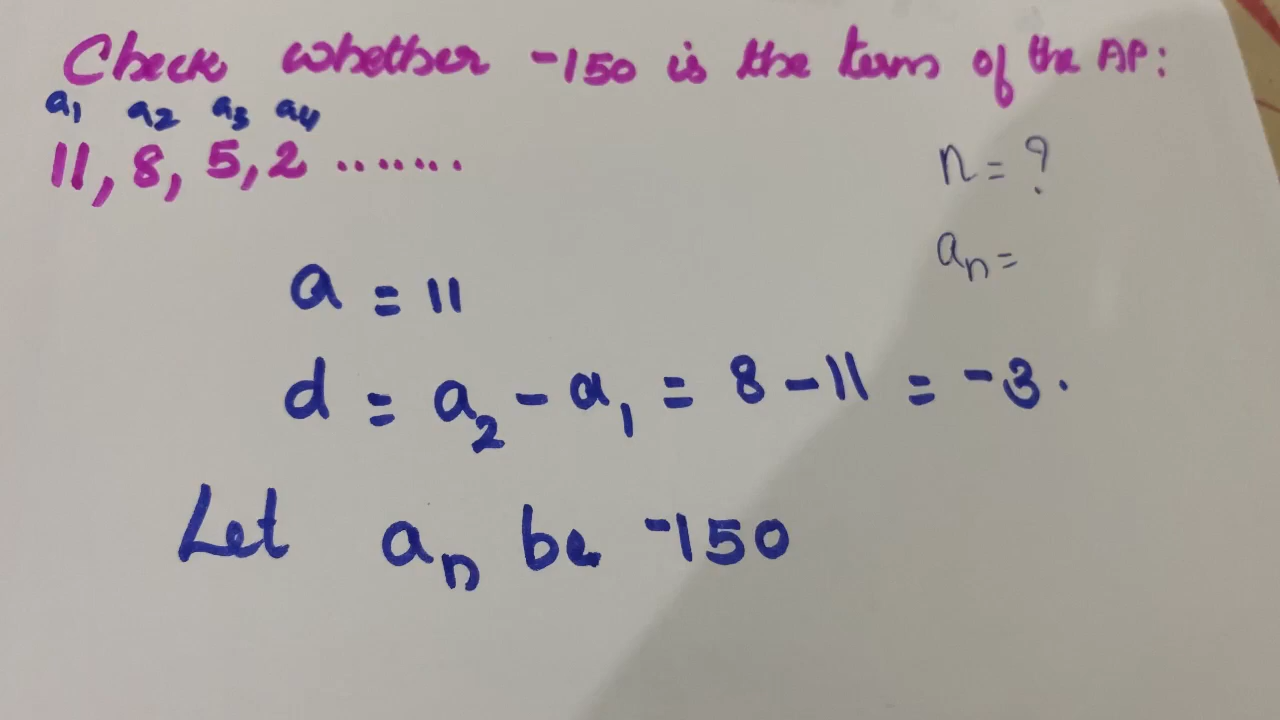 Check whether -150 is the term of the AP:
a1 a2 a3 a4
11, 8, 5, 2 .......
n = ?
an =
a = 11
d = a2 - a1 = 8 - 11 = -3.
Let an be -150